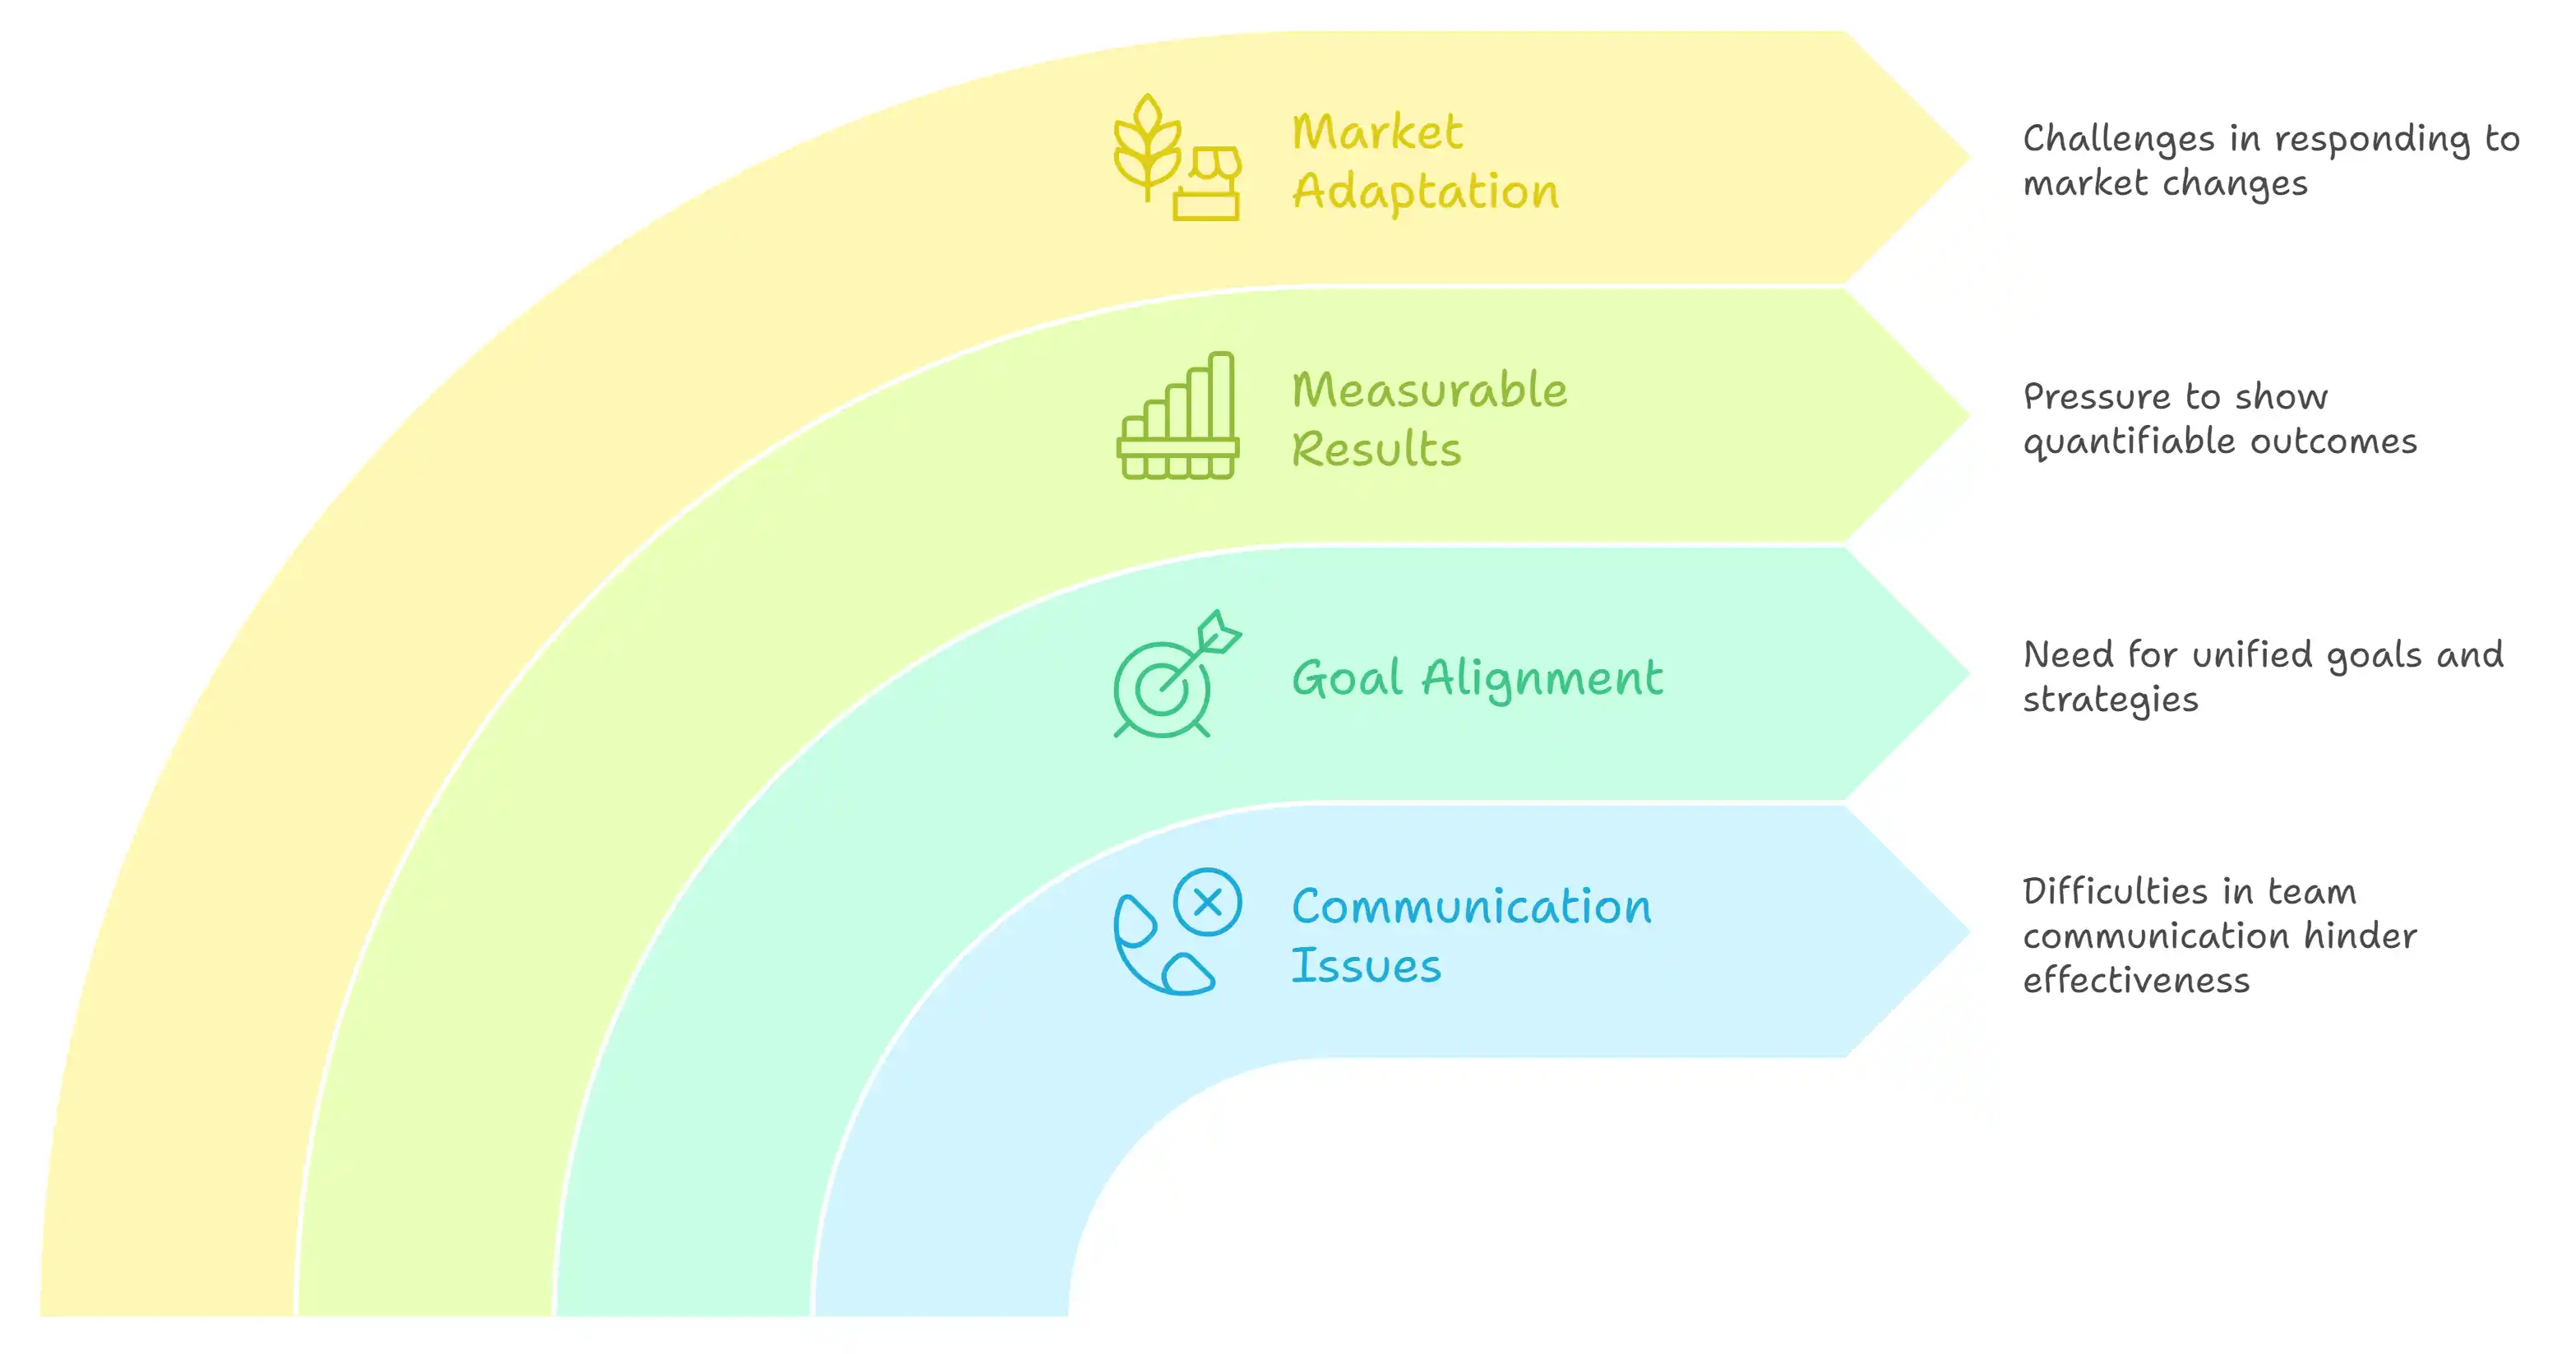 Market
Adaptation
Challenges in responding to
market changes
Measurable
Results
Pressure to show
quantifiable outcomes
Goal Alignment
Need for unified goals and
strategies
Communication
Issues
Difficulties in team
communication hinder
effectiveness